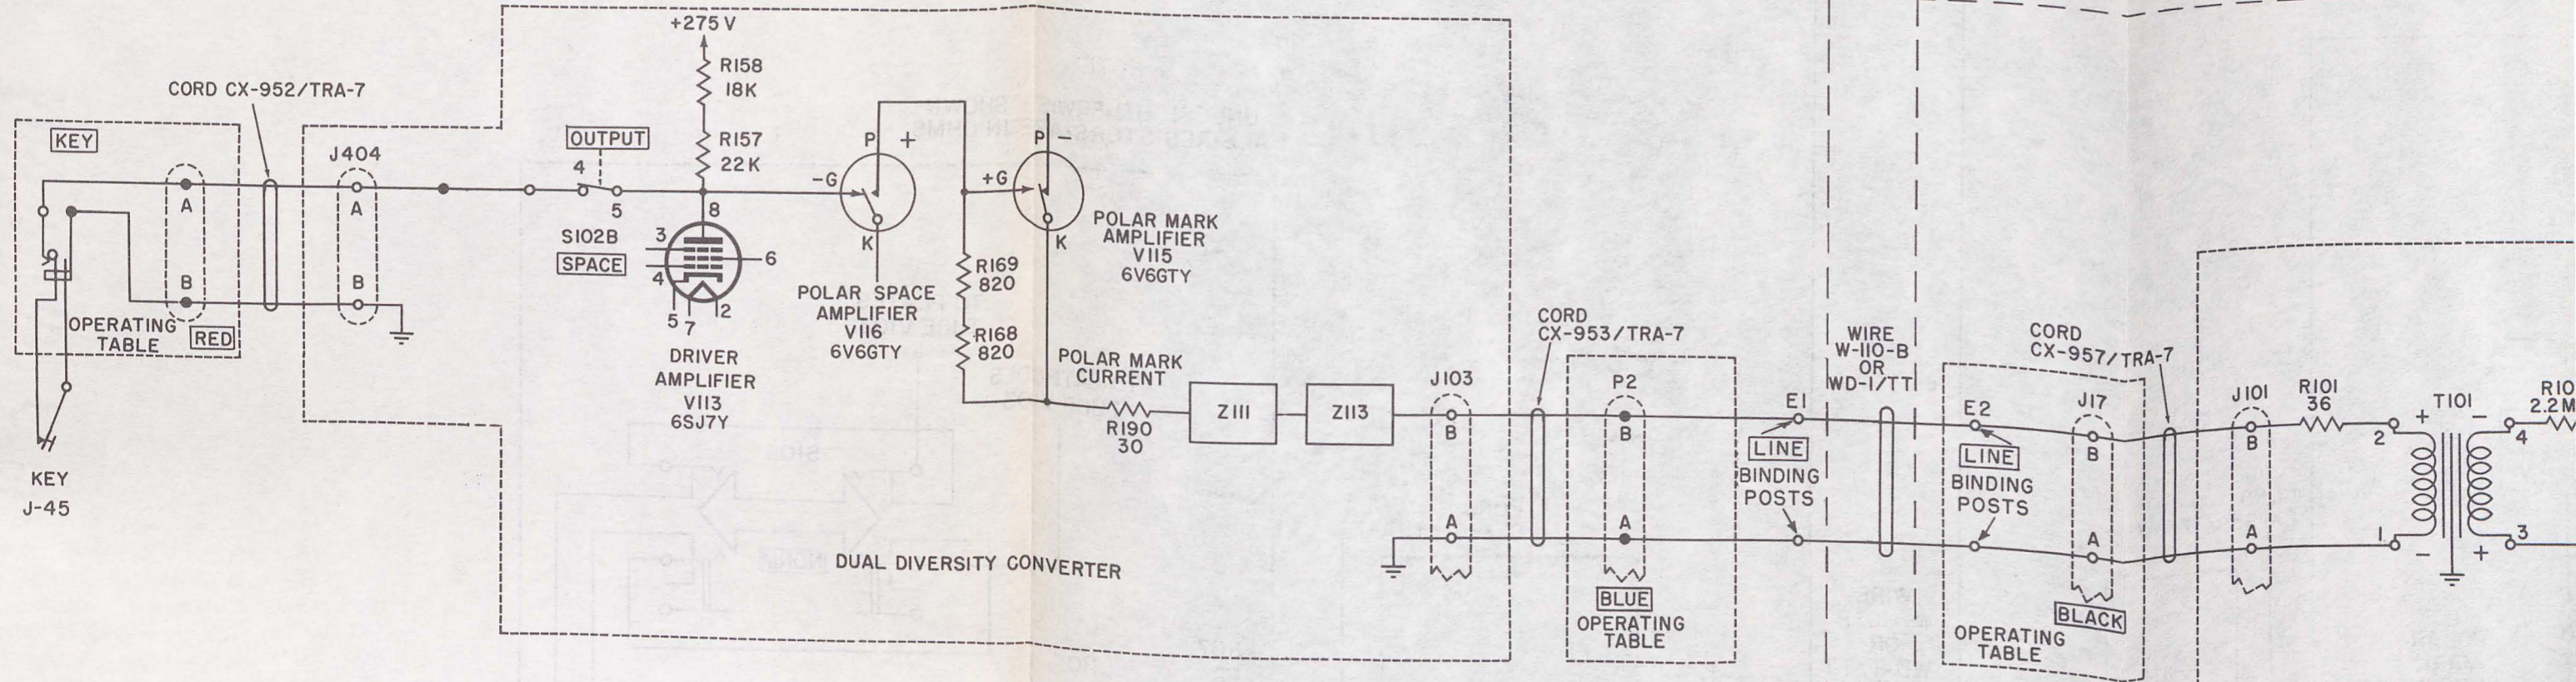 +275V
R158
18K
R157
22K
CORD CX-952/TRA-7
KEY
A
B
OPERATING
TABLE
RED
KEY
J-45
J404
A
B
OUTPUT
4
5
S102B
SPACE
8
3
4
6
5
7
2
DRIVER
AMPLIFIER
V113
6SJ7Y
-G
P
+
K
POLAR SPACE
AMPLIFIER
V116
6V6GTY
+G
P
-
K
POLAR MARK
AMPLIFIER
V115
6V6GTY
R169
820
R168
820
POLAR MARK
CURRENT
R190
30
Z111
Z113
J103
B
A
DUAL DIVERSITY CONVERTER
CORD
CX-953/TRA-7
P2
B
A
BLUE
OPERATING
TABLE
E1
LINE
BINDING
POSTS
WIRE
W-110-B
OR
WD-1/TT
E2
LINE
BINDING
POSTS
CORD
CX-957/TRA-7
J17
B
A
BLACK
OPERATING
TABLE
J101
B
A
R101
36
2
+
T101
-
4
1
-
+
3
R10
2.2M